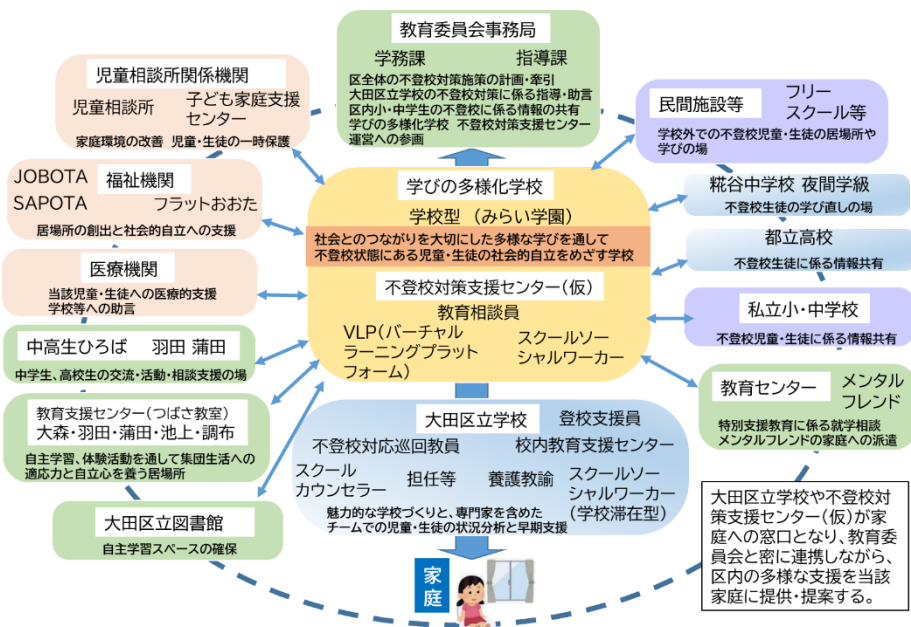 教育委員会事務局
学務課 指導課
区全体の不登校対策施策の計画・牽引
大田区立学校の不登校対策に係る指導・助言
区内小・中学生の不登校に係る情報の共有
学びの多様化学校 不登校対策支援センター
運営への参画
児童相談所関係機関
児童相談所 子ども家庭支援
センター
家庭環境の改善 児童・生徒の一時保護
JOBOTA 福祉機関
SAPOTA フラットおおた
居場所の創出と社会的自立への支援
医療機関
当該児童・生徒への医療的支援
学校等への助言
中高生ひろば 羽田 蒲田
中学生、高校生の交流・活動・相談支援の場
教育支援センター(つばさ教室)
大森・羽田・蒲田・池上・調布
自主学習、体験活動を通して集団生活への
適応力と自立心を養う居場所
大田区立図書館
自主学習スペースの確保
学びの多様化学校
学校型 (みらい学園)
社会とのつながりを大切にした多様な学びを通して
不登校状態にある児童・生徒の社会的自立をめざす学校
不登校対策支援センター(仮)
教育相談員
VLP(バーチャル
ラーニングプラット
フォーム)
スクールソー
シャルワーカー
大田区立学校 登校支援員
不登校対応巡回教員 校内教育支援センター
スクール
カウンセラー
担任等 養護教諭
スクールソー
シャルワーカー
(学校滞在型)
魅力的な学校づくりと、専門家を含めた
チームでの児童・生徒の状況分析と早期支援
家庭
民間施設等 フリー
スクール等
学校外での不登校児童・生徒の居場所や
学びの場
糀谷中学校 夜間学級
不登校生徒の学び直しの場
都立高校
不登校生徒に係る情報共有
私立小・中学校
不登校児童・生徒に係る情報共有
教育センター メンタル
フレンド
特別支援教育に係る就学相談
メンタルフレンドの家庭への派遣
大田区立学校や不登校対
策支援センター(仮)が家
庭への窓口となり、教育委
員会と密に連携しながら、
区内の多様な支援を当該
家庭に提供・提案する。